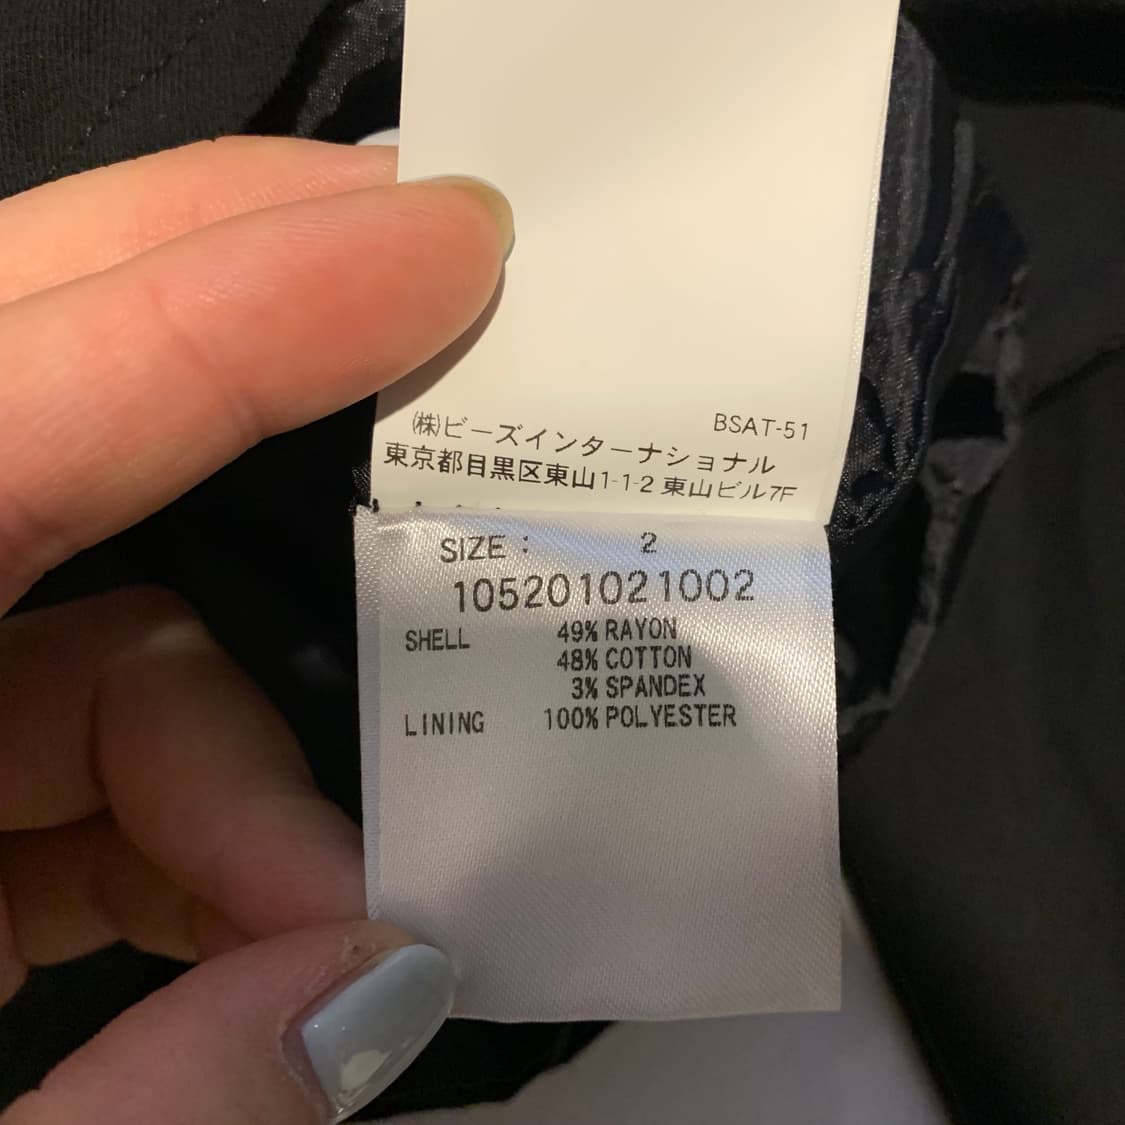 BSAT-51
㈱ビーズインターナショナル
東京都目黒区東山1-1-2 東山ビル7F
SIZE : 2
105201021002
SHELL 49% RAYON
48% COTTON
3% SPANDEX
LINING 100% POLYESTER